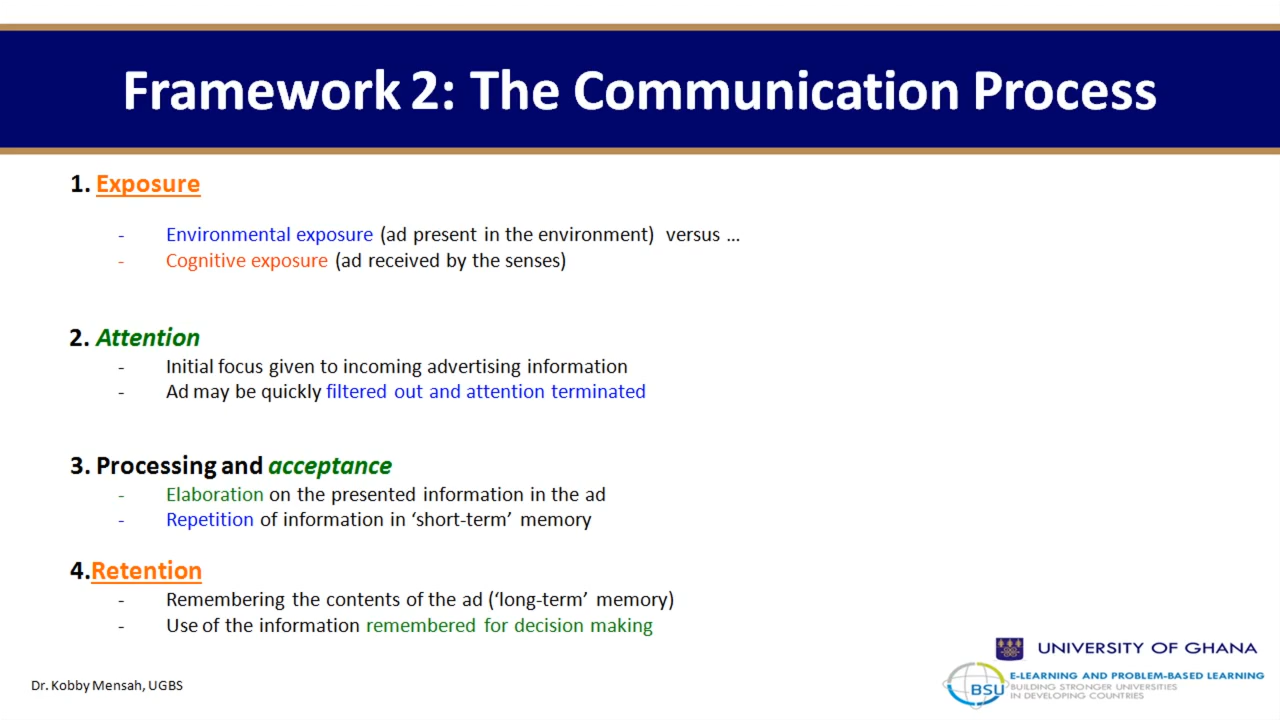 Framework 2: The Communication Process
1. Exposure
- Environmental exposure (ad present in the environment) versus …
- Cognitive exposure (ad received by the senses)
2. Attention
- Initial focus given to incoming advertising information
- Ad may be quickly filtered out and attention terminated
3. Processing and acceptance
- Elaboration on the presented information in the ad
- Repetition of information in ‘short-term’ memory
4.Retention
- Remembering the contents of the ad (‘long-term’ memory)
- Use of the information remembered for decision making
UNIVERSITY OF GHANA
BSU
E-LEARNING AND PROBLEM-BASED LEARNING
BUILDING STRONGER UNIVERSITIES
IN DEVELOPING COUNTRIES
Dr. Kobby Mensah, UGBS